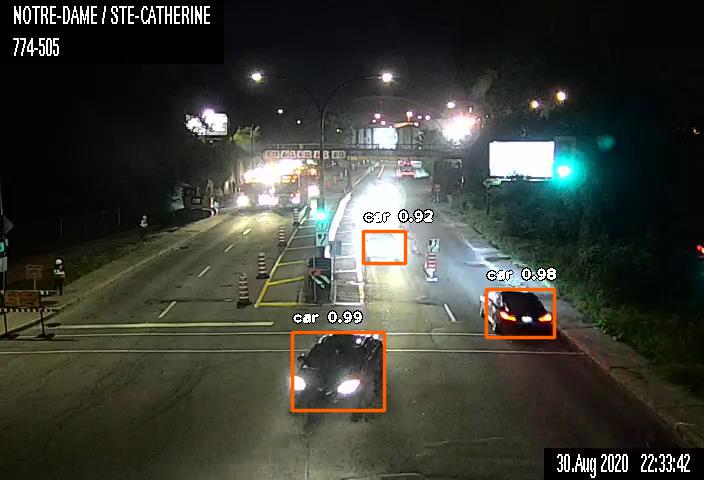 NOTRE-DAME / STE-CATHERINE
774-505
car 0.92
car 0.98
car 0.99
30.Aug 2020 22:33:42